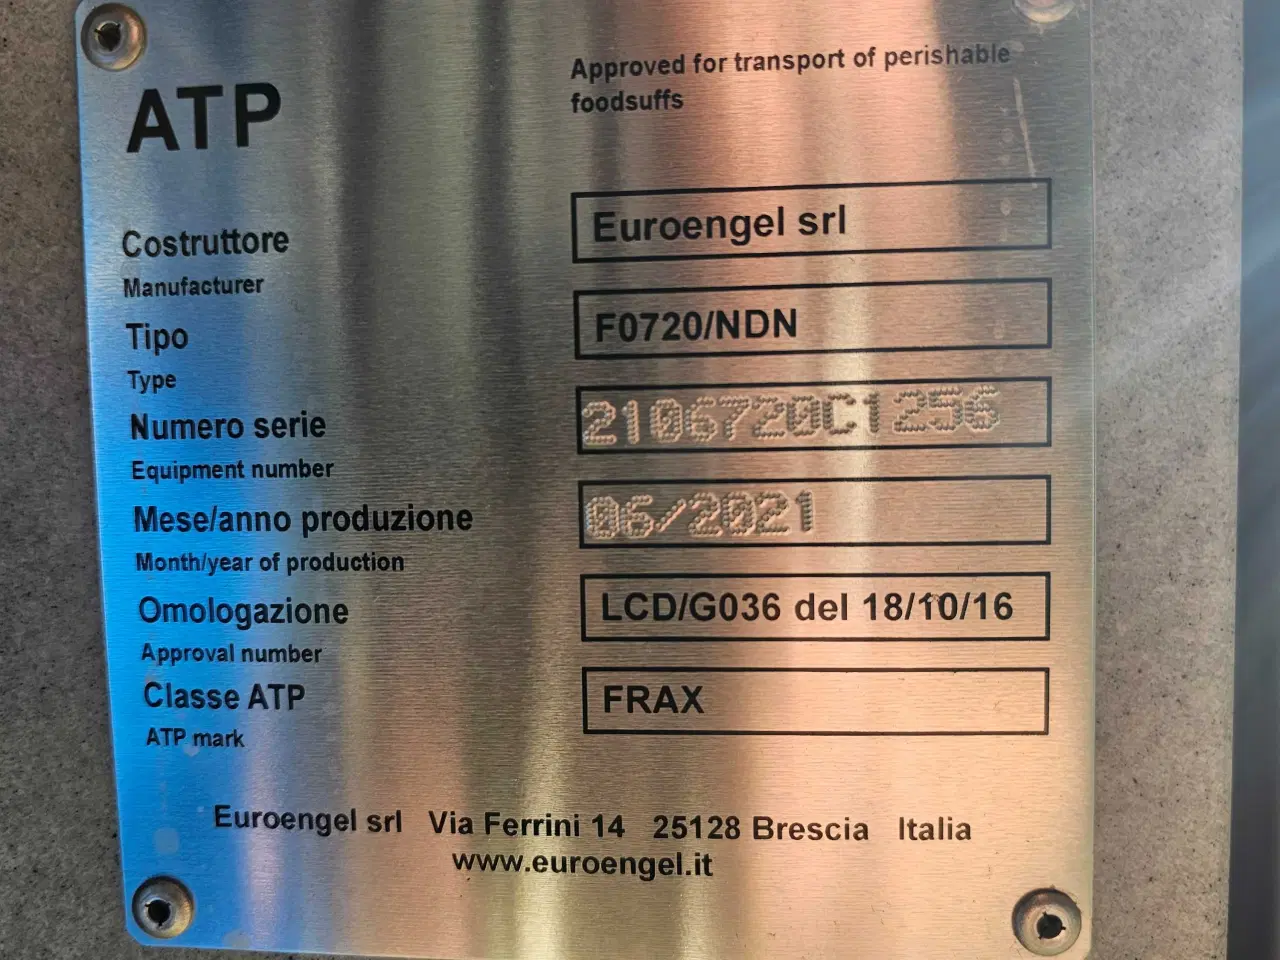 ATP
Approved for transport of perishable
foodsuffs
Costruttore
Manufacturer
Euroengel srl
Tipo
Type
F0720/NDN
Numero serie
Equipment number
2106720C1256
Mese/anno produzione
Month/year of production
06/2021
Omologazione
Approval number
LCD/G036 del 18/10/16
Classe ATP
ATP mark
FRAX
Euroengel srl Via Ferrini 14 25128 Brescia Italia
www.euroengel.it